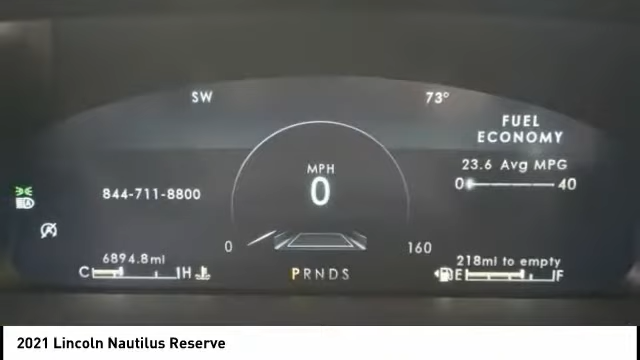 SW
73°
FUEL
ECONOMY
23.6 Avg MPG
0 40
MPH
0
844-711-8800
0 160
6894.8mi
C H
PRNDS
218mi to empty
E F
2021 Lincoln Nautilus Reserve